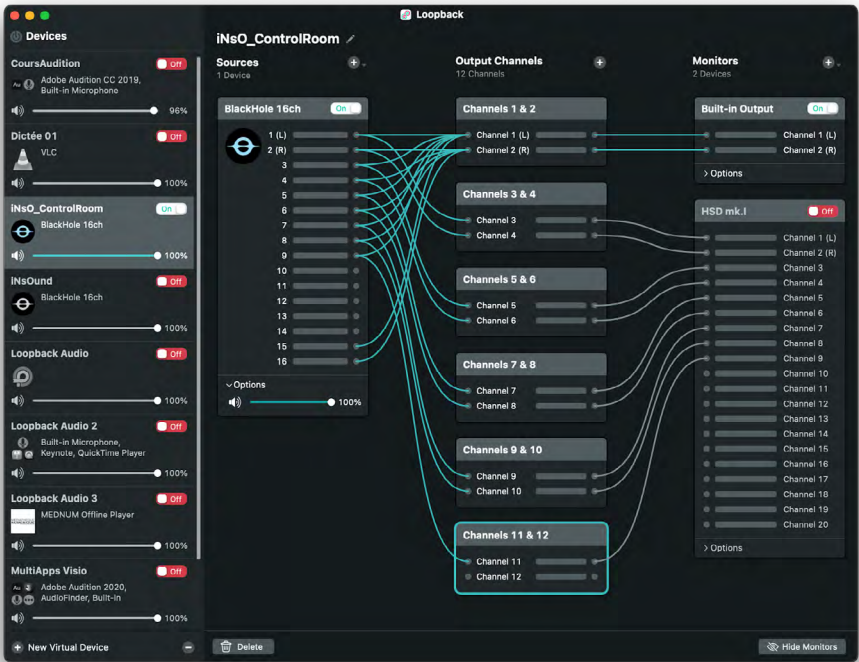 Loopback
Devices
CoursAudition
Off
Adobe Audition CC 2019,
Built-in Microphone
96%
Dictée 01
Off
VLC
100%
iNsO_ControlRoom
On
BlackHole 16ch
100%
iNsOund
Off
BlackHole 16ch
100%
Loopback Audio
Off
100%
Loopback Audio 2
Off
Built-in Microphone,
Keynote, QuickTime Player
100%
Loopback Audio 3
Off
MEDNUM Offline Player
100%
MultiApps Visio
Off
Adobe Audition 2020,
AudioFinder, Built-In
100%
New Virtual Device
iNsO_ControlRoom
Sources
1 Device
BlackHole 16ch
On
1 (L)
2 (R)
3
4
5
6
7
8
9
10
11
12
13
14
15
16
Options
100%
Output Channels
12 Channels
Channels 1 & 2
Channel 1 (L)
Channel 2 (R)
Channels 3 & 4
Channel 3
Channel 4
Channels 5 & 6
Channel 5
Channel 6
Channels 7 & 8
Channel 7
Channel 8
Channels 9 & 10
Channel 9
Channel 10
Channels 11 & 12
Channel 11
Channel 12
Monitors
2 Devices
Built-in Output
On
Channel 1 (L)
Channel 2 (R)
Options
HSD mk.I
Off
Channel 1 (L)
Channel 2 (R)
Channel 3
Channel 4
Channel 5
Channel 6
Channel 7
Channel 8
Channel 9
Channel 10
Channel 11
Channel 12
Channel 13
Channel 14
Channel 15
Channel 16
Channel 17
Channel 18
Channel 19
Channel 20
Options
Delete
Hide Monitors